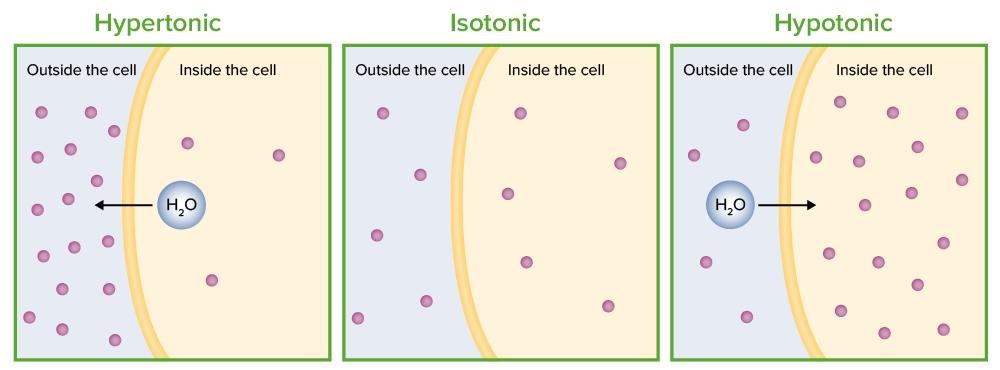 Hypertonic
Outside the cell
Inside the cell
H₂O
Isotonic
Outside the cell
Inside the cell
Hypotonic
Outside the cell
Inside the cell
H₂O